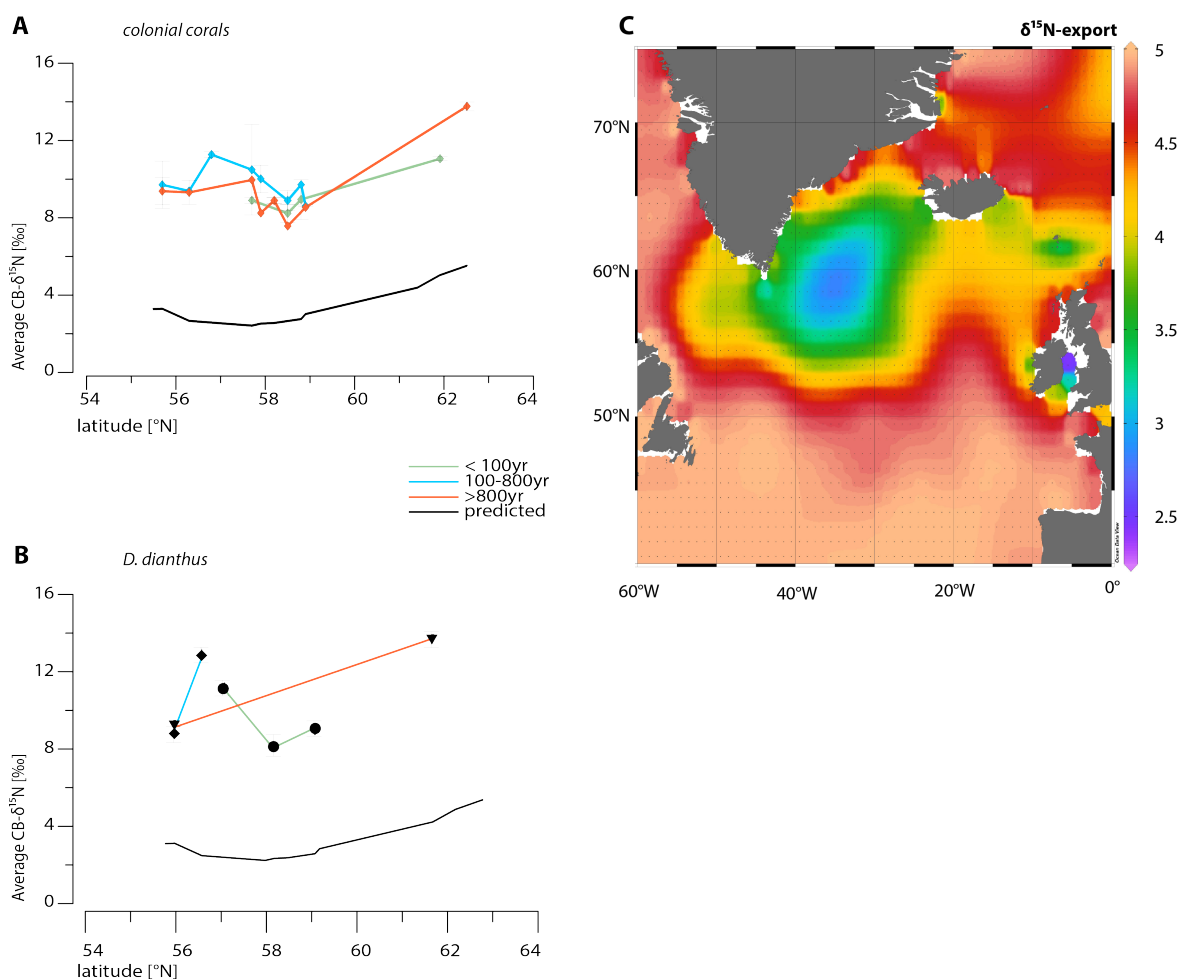 A
colonial corals
16
12
8
4
0
Average CB-δ¹⁵N [‰]
54 56 58 60 62 64
latitude [°N]
< 100yr
100-800yr
>800yr
predicted
B
D. dianthus
16
12
8
4
0
Average CB-δ¹⁵N [‰]
54 56 58 60 62 64
latitude [°N]
C
δ¹⁵N-export
70°N
60°N
50°N
60°W 40°W 20°W 0°
5
4.5
4
3.5
3
2.5
Ocean Data View